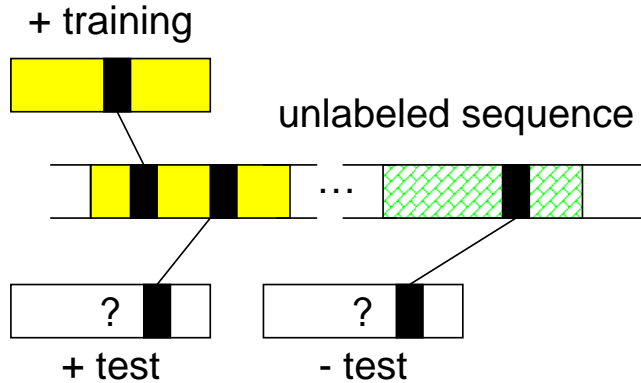 + training
unlabeled sequence
...
? ?
+ test - test